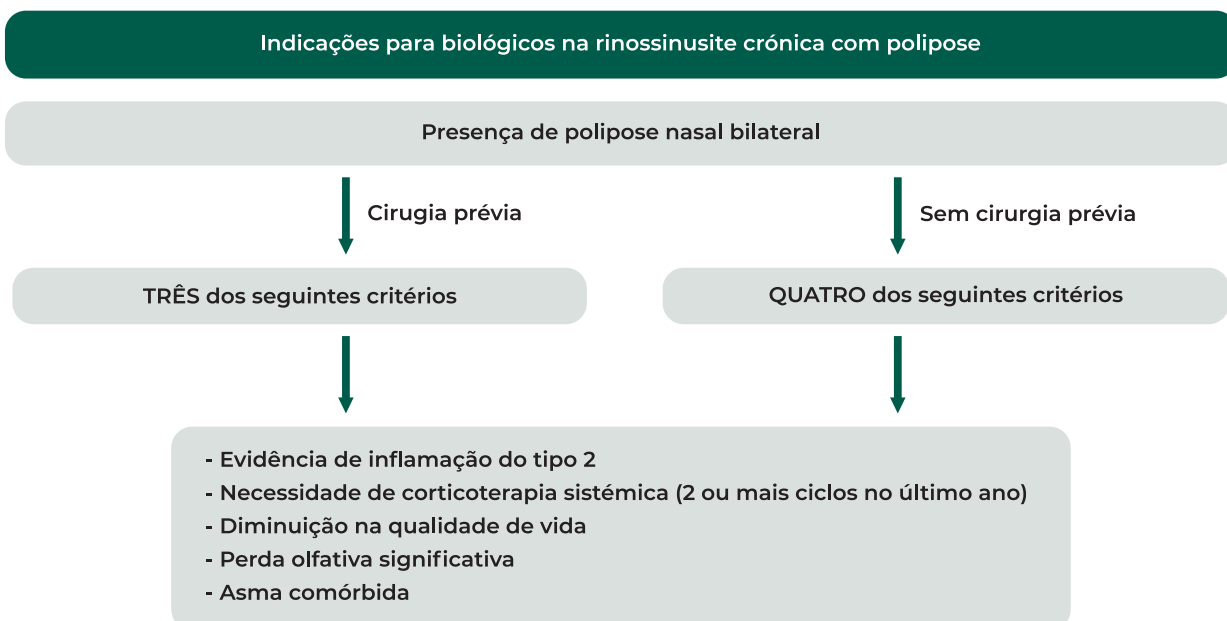 Indicações para biológicos na rinossinusite crónica com polipose
Presença de polipose nasal bilateral
Cirugia prévia
Sem cirurgia prévia
TRÊS dos seguintes critérios
QUATRO dos seguintes critérios
- Evidência de inflamação do tipo 2
- Necessidade de corticoterapia sistémica (2 ou mais ciclos no último ano)
- Diminuição na qualidade de vida
- Perda olfativa significativa
- Asma comórbida